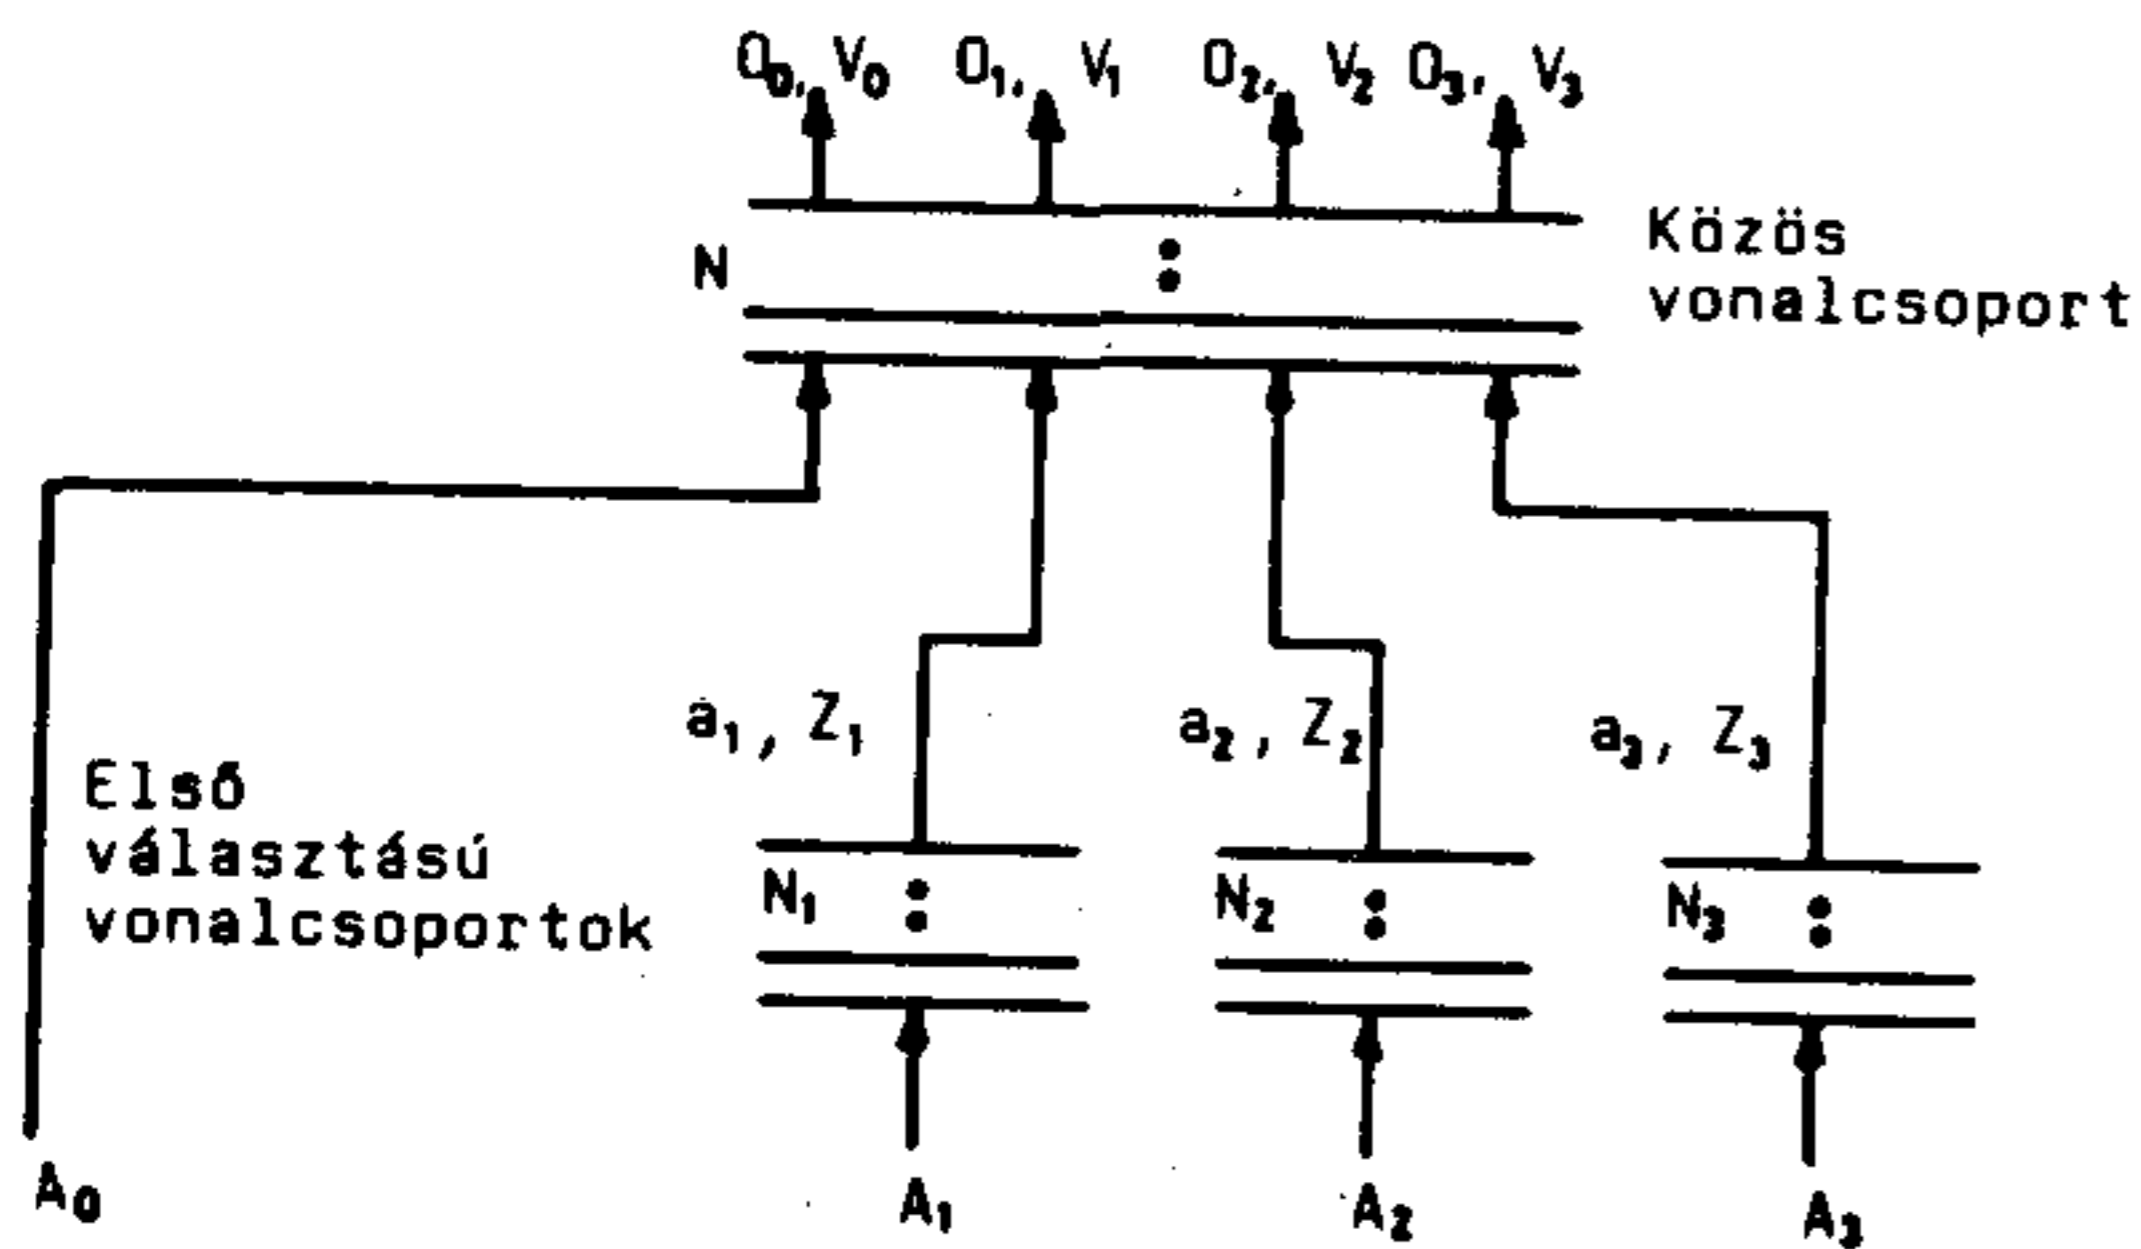 O₀, V₀ O₁, V₁ O₂, V₂ O₃, V₃
N
Közös
vonalcsoport
a₁, Z₁ a₂, Z₂ a₃, Z₃
Első
választású
vonalcsoportok
N₁ N₂ N₃
A₀ A₁ A₂ A₃